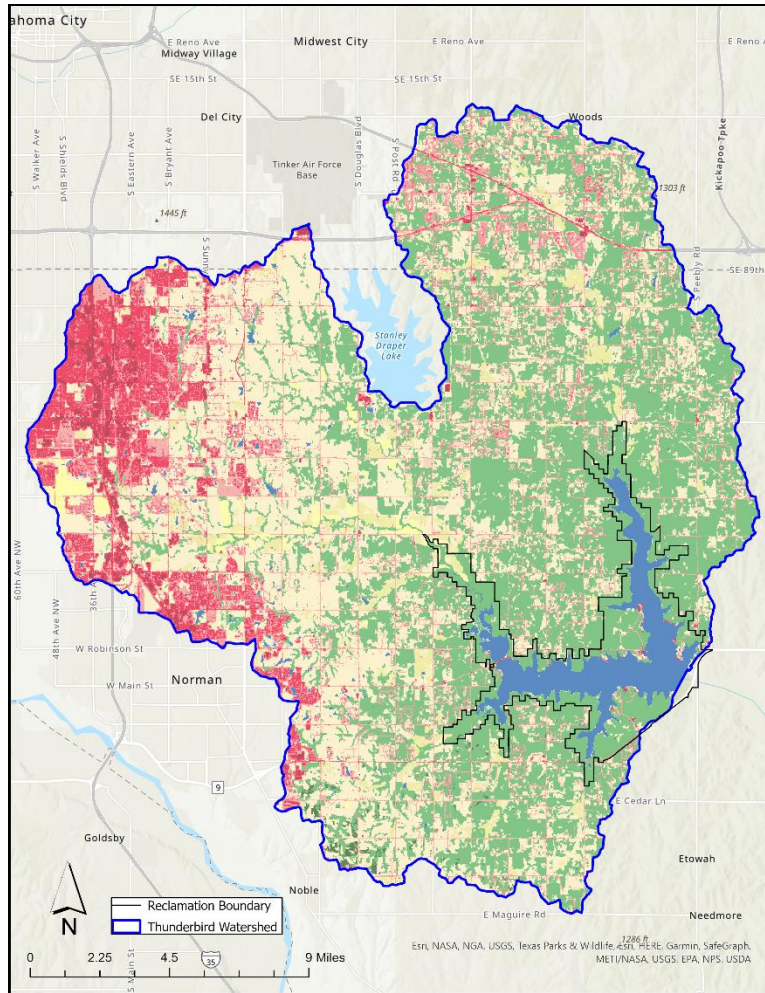 ahoma City
E Reno Ave
Midwest City
E Reno Ave
E Reno A
Midway Village
SE 15th St
SE 15th St
S Walker Ave
S Shields Blvd
S Eastern Ave
S Bryant Ave
Del City
S Douglas Blvd
S Post Rd
Woods
Kickapoo-Tpke
Tinker Air Force
Base
1303 ft
1445 ft
S Sunny
S Peebly Rd
SE 89th
Stanley
Draper
Lake
60th Ave NW
48th Ave NW
36th A
W Robinson St
W Main St
Norman
9
E Cedar Ln
Goldsby
Etowah
Noble
E Maguire Rd
Needmore
N
Reclamation Boundary
Thunderbird Watershed
1286 ft
Esri, NASA, NGA, USGS, Texas Parks & Wildlife, Esri, HERE, Garmin, SafeGraph,
METI/NASA, USGS, EPA, NPS, USDA
0 2.25 4.5 9 Miles
35
S Main St